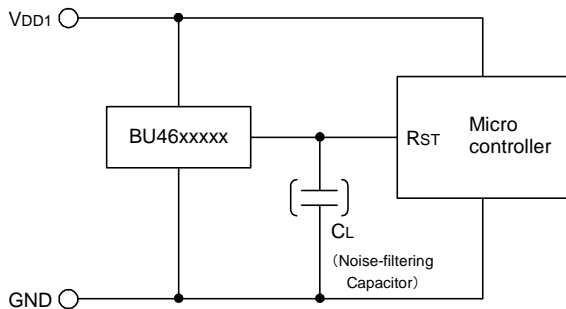 VDD1
BU46xxxxx
RST
Micro
controller
CL
（Noise-filtering
Capacitor）
GND